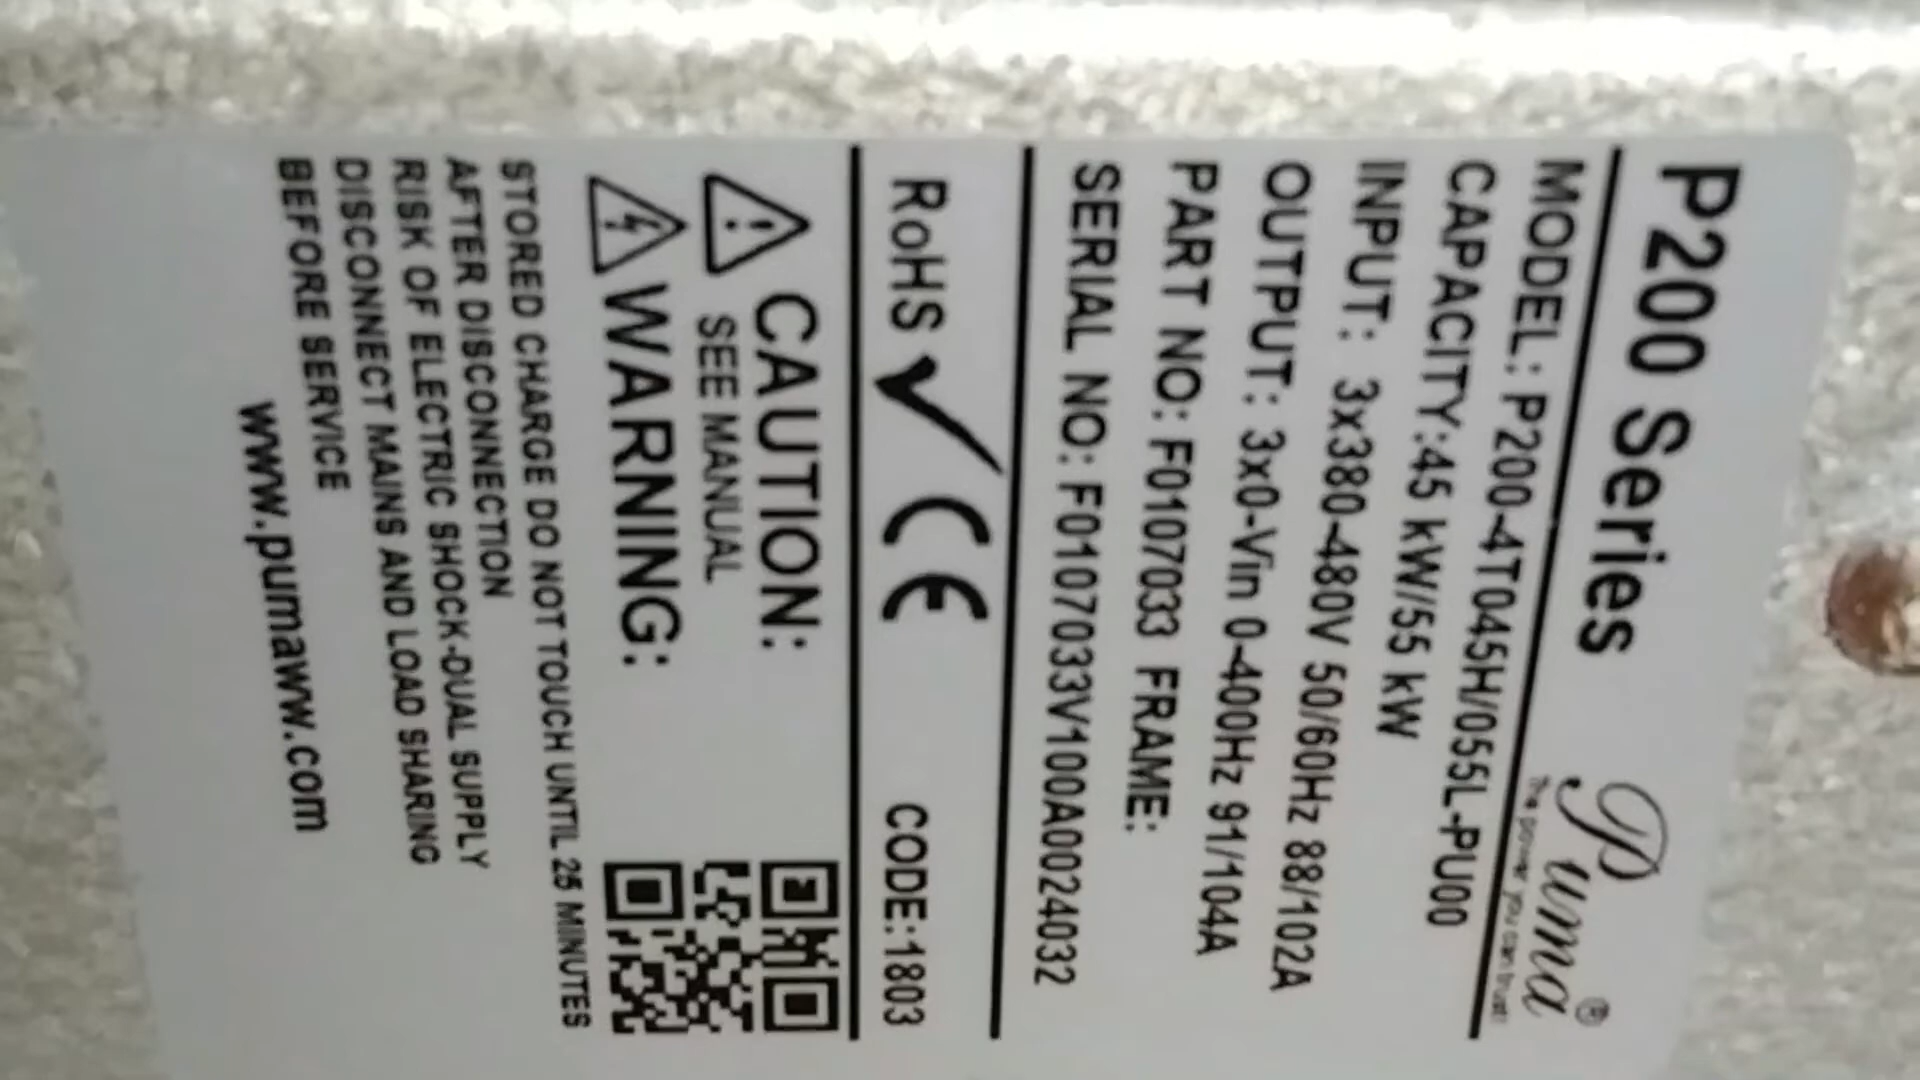 P200 Series
Puma®
The power you can trust
MODEL: P200-4T045H/055L-PU00
CAPACITY:45 kW/55 kW
INPUT: 3x380-480V 50/60Hz 88/102A
OUTPUT: 3x0-Vin 0-400Hz 91/104A
PART NO: F0107033 FRAME:
SERIAL NO: F0107033V100A00240​32
RoHS CE CODE:1803
CAUTION:
SEE MANUAL
WARNING:
STORED CHARGE DO NOT TOUCH UNTIL 25 MINUTES
AFTER DISCONNECTION
RISK OF ELECTRIC SHOCK-DUAL SUPPLY
DISCONNECT MAINS AND LOAD SHARING
BEFORE SERVICE
www.pumaww.com